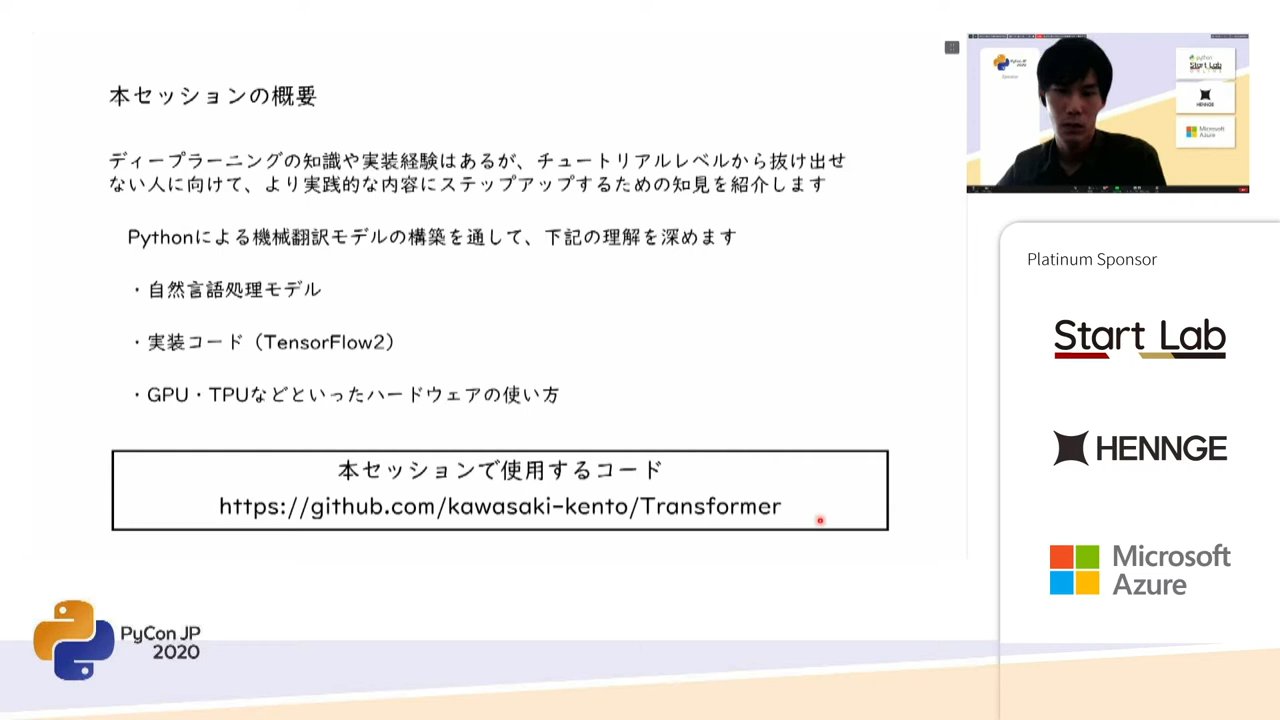 本セッションの概要
ディープラーニングの知識や実装経験はあるが、チュートリアルレベルから抜け出せ
ない人に向けて、より実践的な内容にステップアップするための知見を紹介します
Pythonによる機械翻訳モデルの構築を通して、下記の理解を深めます
・自然言語処理モデル
・実装コード（TensorFlow2）
・GPU・TPUなどといったハードウェアの使い方
本セッションで使用するコード
https://github.com/kawasaki-kento/Transformer
PyCon JP
2020
python
Start Lab
HENNGE
Microsoft
Azure
Platinum Sponsor
Start Lab
HENNGE
Microsoft
Azure
PyCon JP
2020